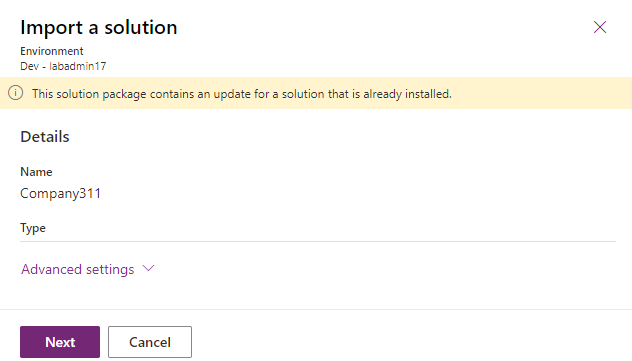 Import a solution
Environment
Dev - labadmin17
This solution package contains an update for a solution that is already installed.
Details
Name
Company311
Type
Advanced settings
Next
Cancel